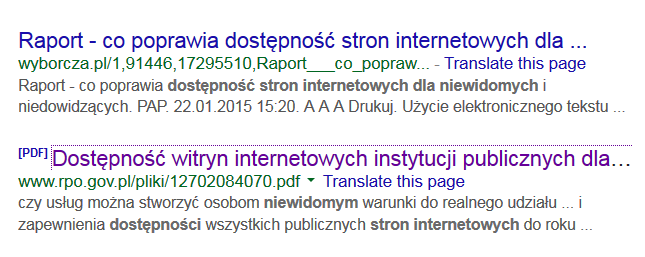 Raport - co poprawia dostępność stron internetowych dla ...
wyborcza.pl/1,91446,17295510,Raport___co_popraw... - Translate this page
Raport - co poprawia dostępność stron internetowych dla niewidomych i
niedowidzących. PAP. 22.01.2015 15:20. A A A Drukuj. Użycie elektronicznego tekstu ...
[PDF] Dostępność witryn internetowych instytucji publicznych dla...
www.rpo.gov.pl/pliki/12702084070.pdf Translate this page
czy usług można stworzyć osobom niewidomym warunki do realnego udziału ... i
zapewnienia dostępności wszystkich publicznych stron internetowych do roku ...